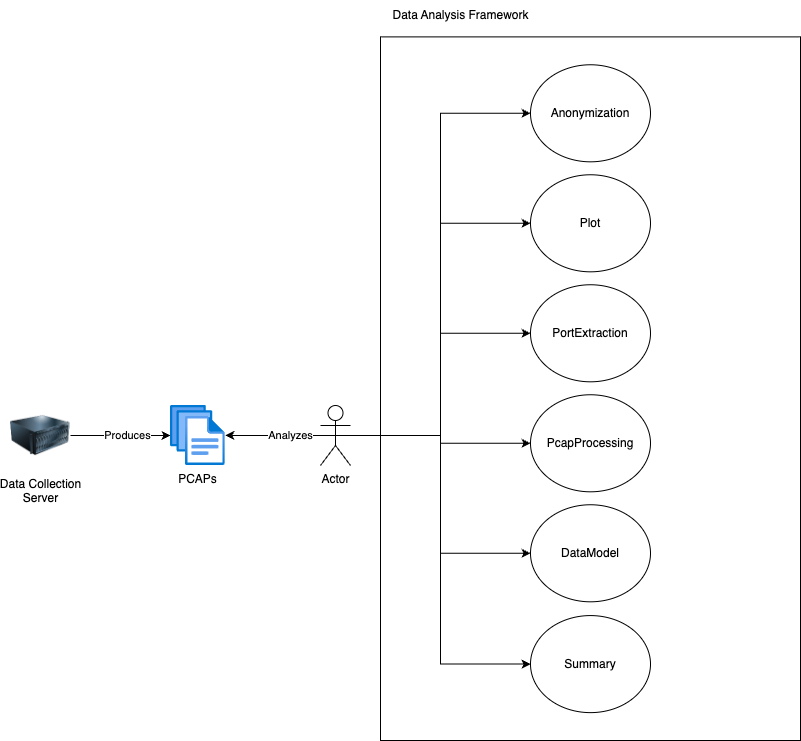 Data Analysis Framework
Anonymization
Plot
PortExtraction
PcapProcessing
DataModel
Summary
Produces
Analyzes
Data Collection
Server
PCAPs
Actor